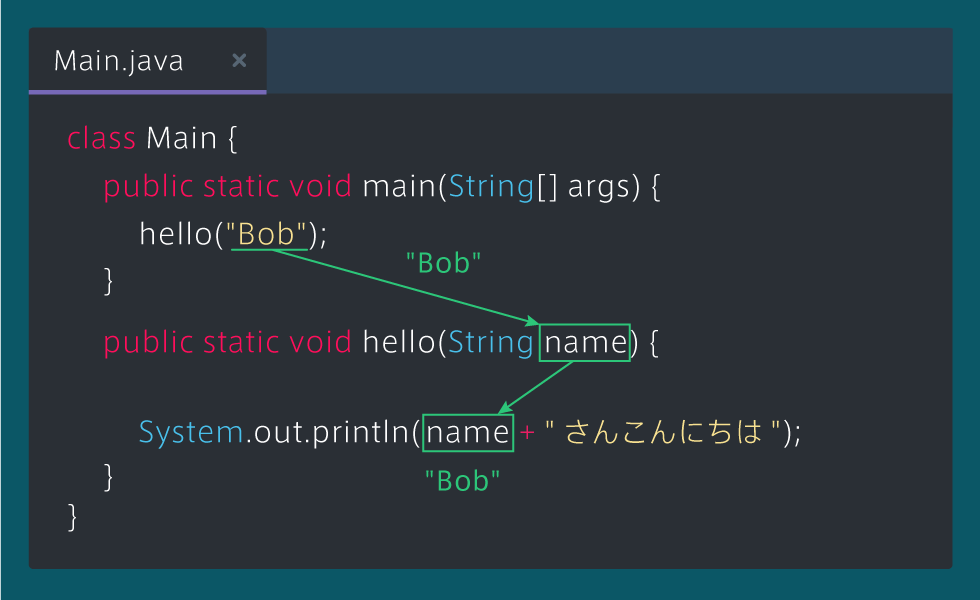 Main.java ×
class Main {
public static void main(String[] args) {
hello("Bob");
"Bob"
}
public static void hello(String name) {
System.out.println(name + " さんこんにちは ");
}
"Bob"
}